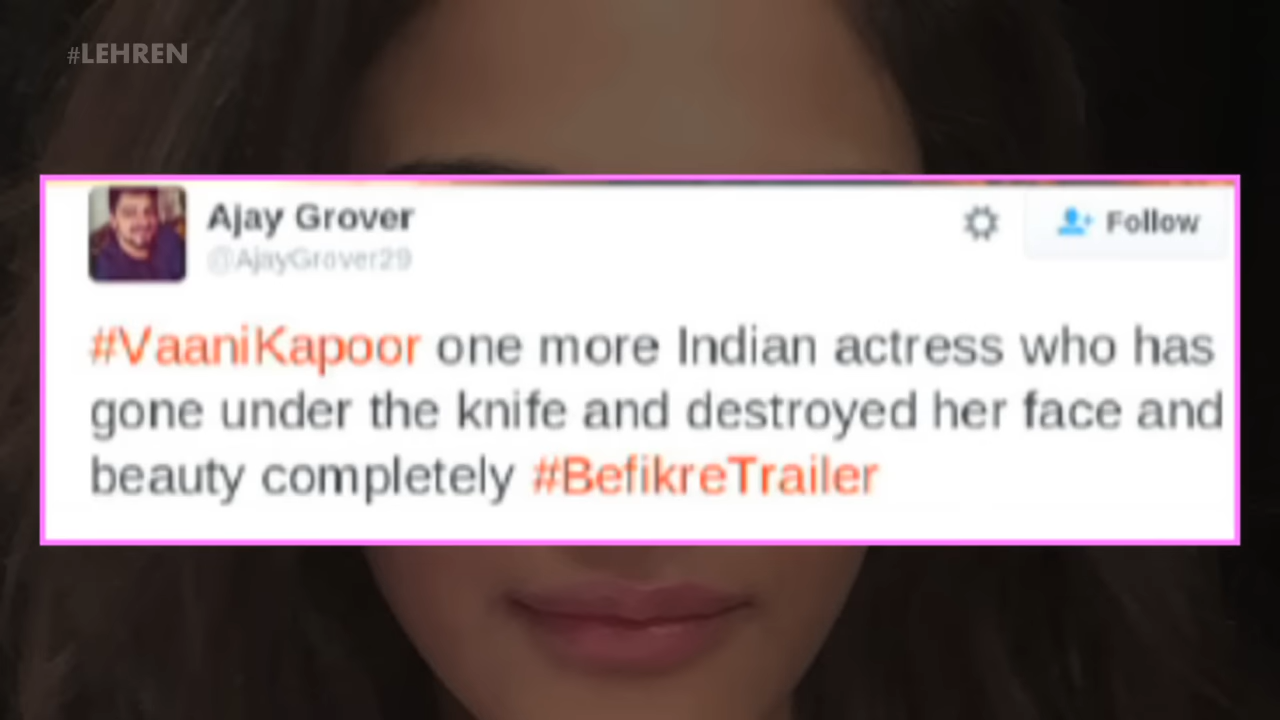 #LEHREN
Ajay Grover
@AjayGrover29
Follow
#VaaniKapoor one more Indian actress who has
gone under the knife and destroyed her face and
beauty completely #BefikreTrailer